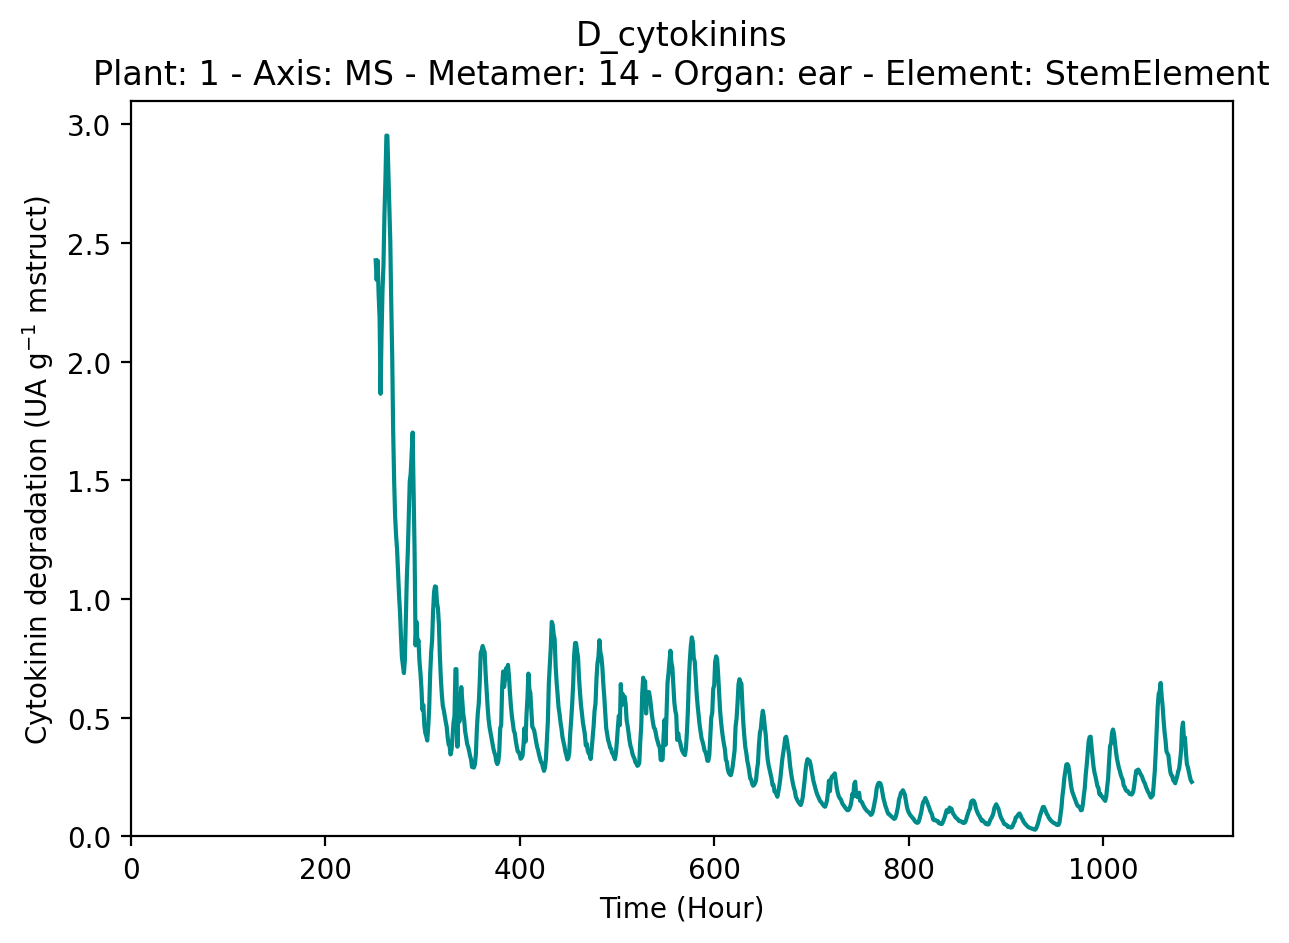 D_cytokinins
Plant: 1 - Axis: MS - Metamer: 14 - Organ: ear - Element: StemElement
3.0
2.5
2.0
1.5
1.0
0.5
0.0
Cytokinin degradation (UA g⁻¹ mstruct)
0 200 400 600 800 1000
Time (Hour)